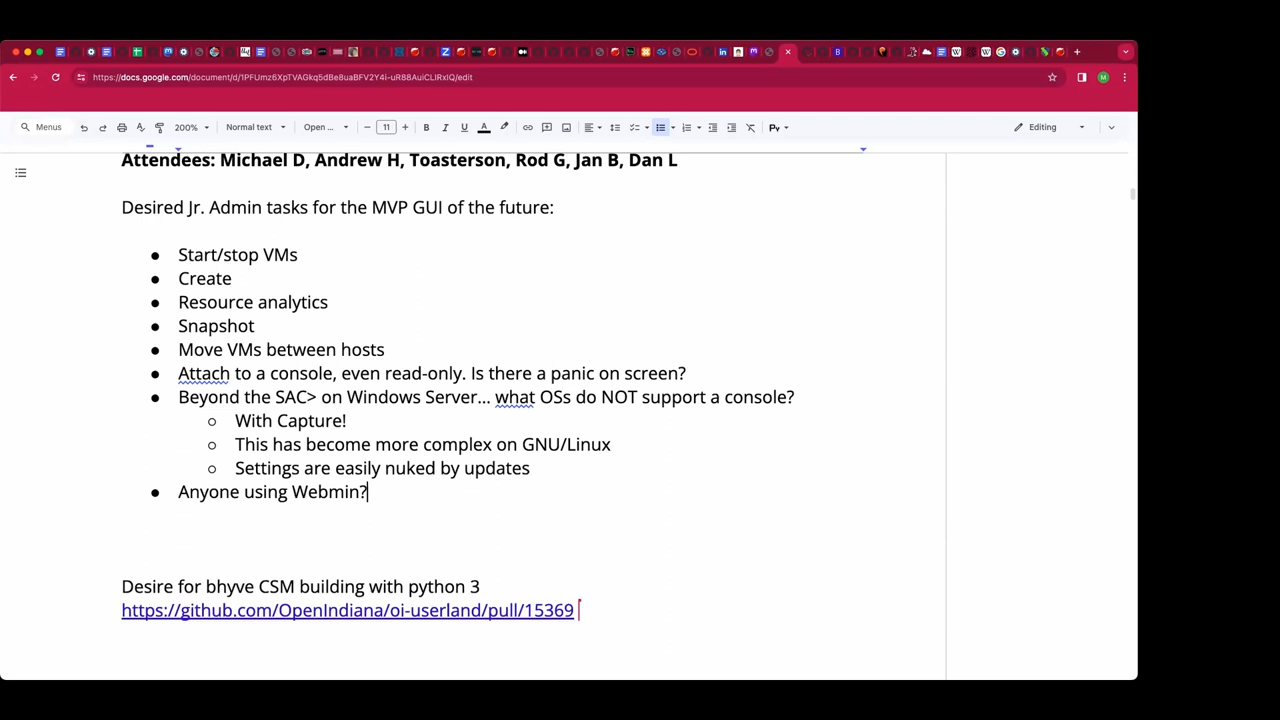 https://docs.google.com/document/d/1PFUmz6XpTVAGkq5dBe8uaBFV2Y4i-uR88AuiCLIRxIQ/edit
Menus 200% Normal text Open ... 11 Editing
Attendees: Michael D, Andrew H, Toasterson, Rod G, Jan B, Dan L
Desired Jr. Admin tasks for the MVP GUI of the future:
● Start/stop VMs
● Create
● Resource analytics
● Snapshot
● Move VMs between hosts
● Attach to a console, even read-only. Is there a panic on screen?
● Beyond the SAC> on Windows Server... what OSs do NOT support a console?
○ With Capture!
○ This has become more complex on GNU/Linux
○ Settings are easily nuked by updates
● Anyone using Webmin?
Desire for bhyve CSM building with python 3
https://github.com/OpenIndiana/oi-userland/pull/15369